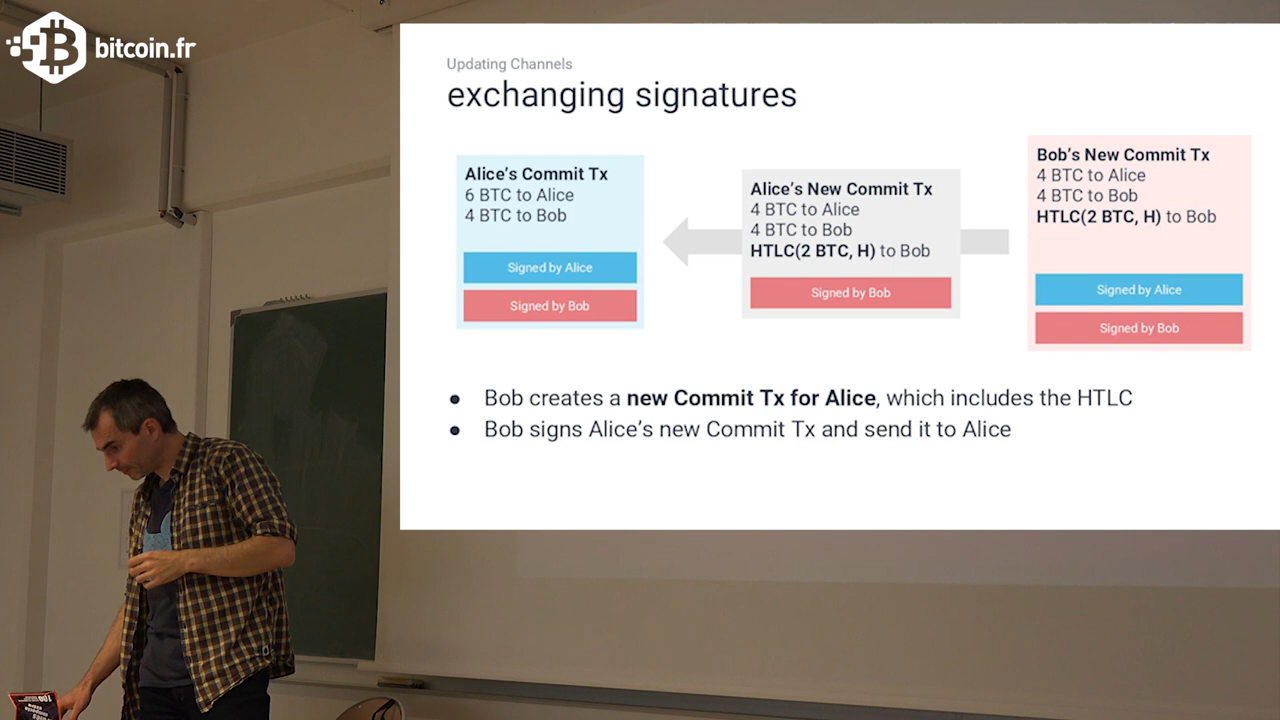 bitcoin.fr
Updating Channels
exchanging signatures
Alice's Commit Tx
6 BTC to Alice
4 BTC to Bob
Signed by Alice
Signed by Bob
Alice's New Commit Tx
4 BTC to Alice
4 BTC to Bob
HTLC(2 BTC, H) to Bob
Signed by Bob
Bob's New Commit Tx
4 BTC to Alice
4 BTC to Bob
HTLC(2 BTC, H) to Bob
Signed by Alice
Signed by Bob
● Bob creates a new Commit Tx for Alice, which includes the HTLC
● Bob signs Alice's new Commit Tx and send it to Alice